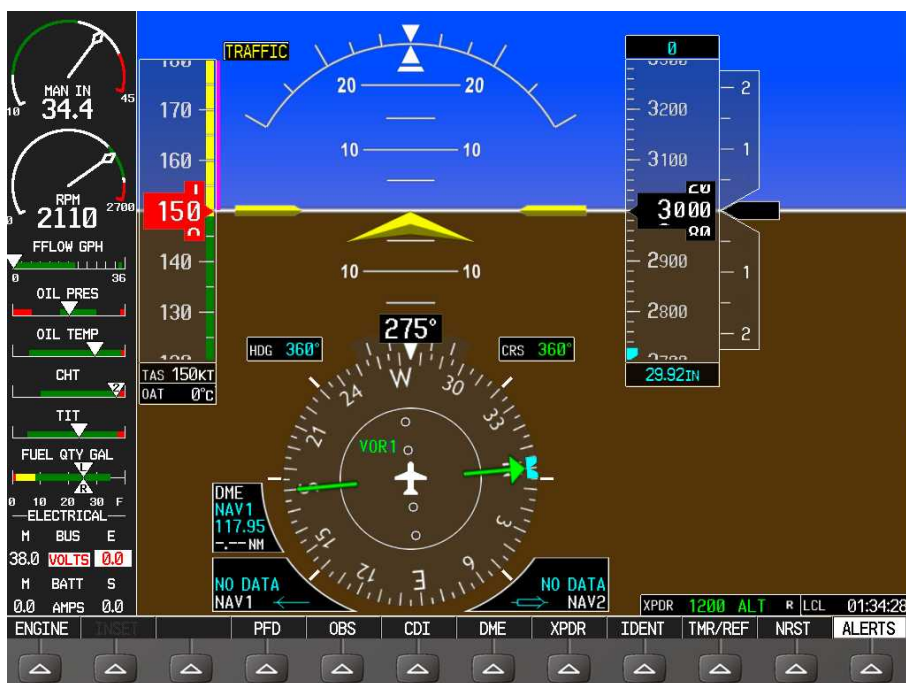 MAN IN
34.4
10
45
RPM
2110
0
2700
FFLOW GPH
0 36
OIL PRES
OIL TEMP
CHT
2
TIT
FUEL QTY GAL
L
R
0 10 20 30 F
ELECTRICAL
M BUS E
38.0 VOLTS 0.0
M BATT S
0.0 AMPS 0.0
TRAFFIC
170
160
150
140
130
TAS 150KT
OAT 0°C
20 20
10 10
10 10
0
3200
3100
3000
20
80
2900
2800
29.92IN
2
1
1
2
275°
HDG 360°
CRS 360°
W
30
33
3
6
E
12
15
21
24
VOR1
DME
NAV1
117.95
-.--NM
NO DATA
NAV1
NO DATA
NAV2
XPDR 1200 ALT R LCL 01:34:28
ENGINE INSET PFD OBS CDI DME XPDR IDENT TMR/REF NRST ALERTS